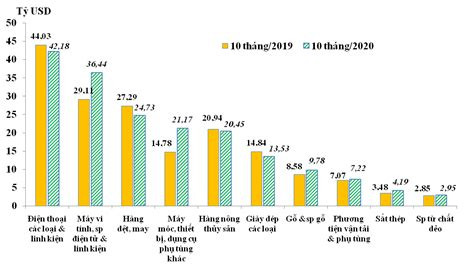 Tỷ USD
50
45
40
35
30
25
20
15
10
5
0
10 tháng/2019
10 tháng/2020
44,03
42,18
29,11
36,44
27,29
24,73
14,78
21,17
20,94
20,45
14,84
13,53
8,58
9,78
7,07
7,22
3,48
4,19
2,85
2,95
Điện thoại
các loại &
linh kiện
Máy vi
tính, sp
điện tử &
linh kiện
Hàng
dệt, may
Máy
móc, thiết
bị, dụng cụ
phụ tùng
khác
Hàng nông
thủy sản
Giày dép
các loại
Gỗ &sp gỗ
Phương
tiện vận tải
& phụ tùng
Sắt thép
Sp từ chất
dẻo